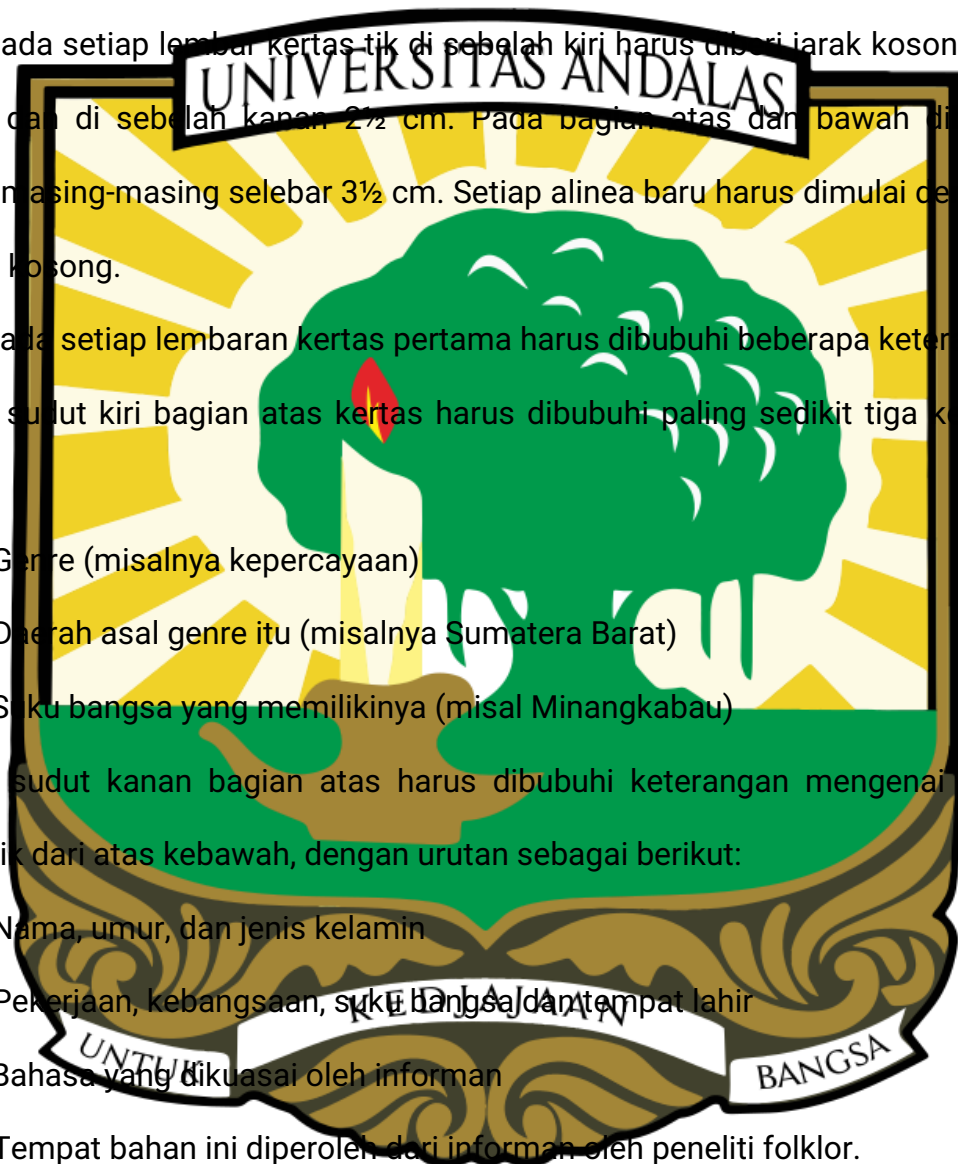 ada setiap lembar kertas tik di sebelah kiri harus diberi jarak koson
UNIVERSITAS ANDALAS
dan di sebelah kanan 2½ cm. Pada bagian atas dan bawah di
masing-masing selebar 3½ cm. Setiap alinea baru harus dimulai de
kosong.
ada setiap lembaran kertas pertama harus dibubuhi beberapa keter
sudut kiri bagian atas kertas harus dibubuhi paling sedikit tiga ke
Genre (misalnya kepercayaan)
Daerah asal genre itu (misalnya Sumatera Barat)
Suku bangsa yang memilikinya (misal Minangkabau)
sudut kanan bagian atas harus dibubuhi keterangan mengenai
ik dari atas kebawah, dengan urutan sebagai berikut:
Nama, umur, dan jenis kelamin
Pekerjaan, kebangsaan, suku bangsa dan tempat lahir
KEDJAJAAN
UNTUK
BANGSA
Bahasa yang dikuasai oleh informan
Tempat bahan ini diperoleh dari informan oleh peneliti folklor.